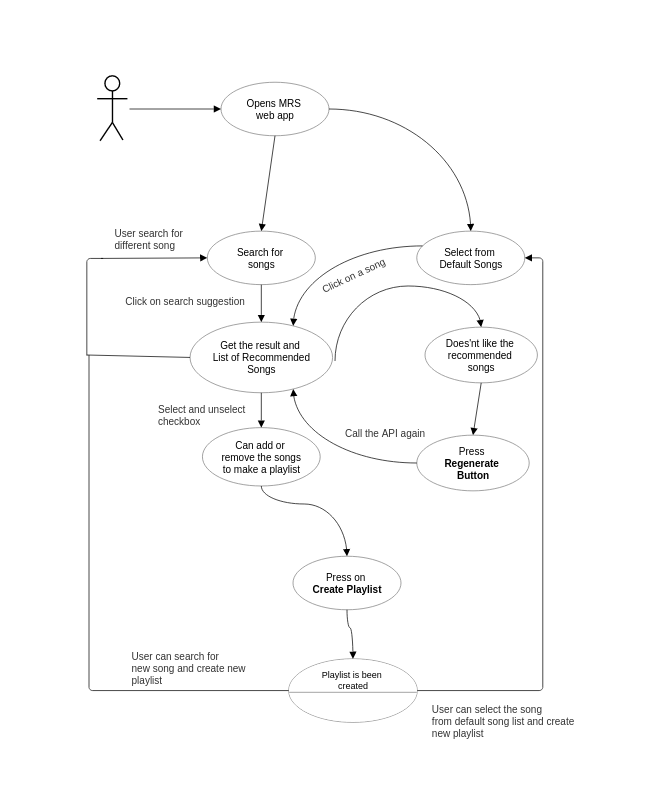 Opens MRS
web app
User search for
different song
Search for
songs
Select from
Default Songs
Click on a song
Click on search suggestion
Get the result and
List of Recommended
Songs
Does'nt like the
recommended
songs
Select and unselect
checkbox
Can add or
remove the songs
to make a playlist
Call the API again
Press
Regenerate
Button
Press on
Create Playlist
User can search for
new song and create new
playlist
Playlist is been
created
User can select the song
from default song list and create
new playlist